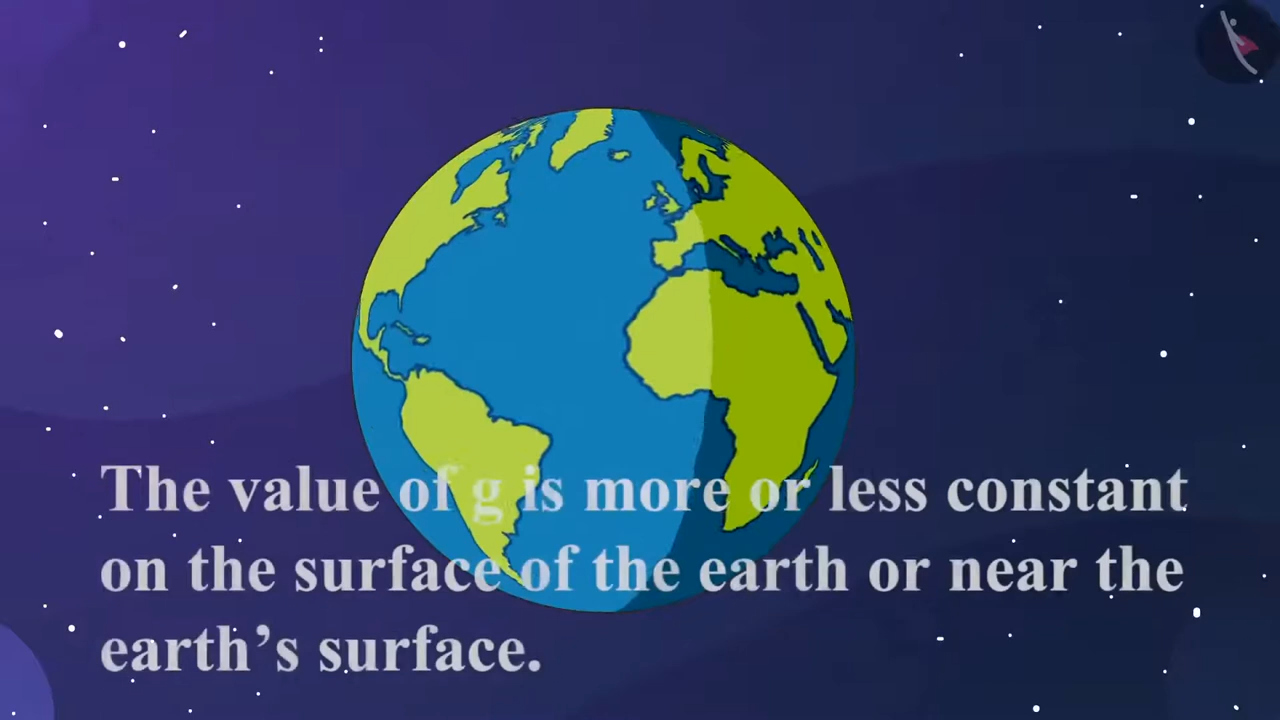 The value of g is more or less constant
on the surface of the earth or near the
earth’s surface.